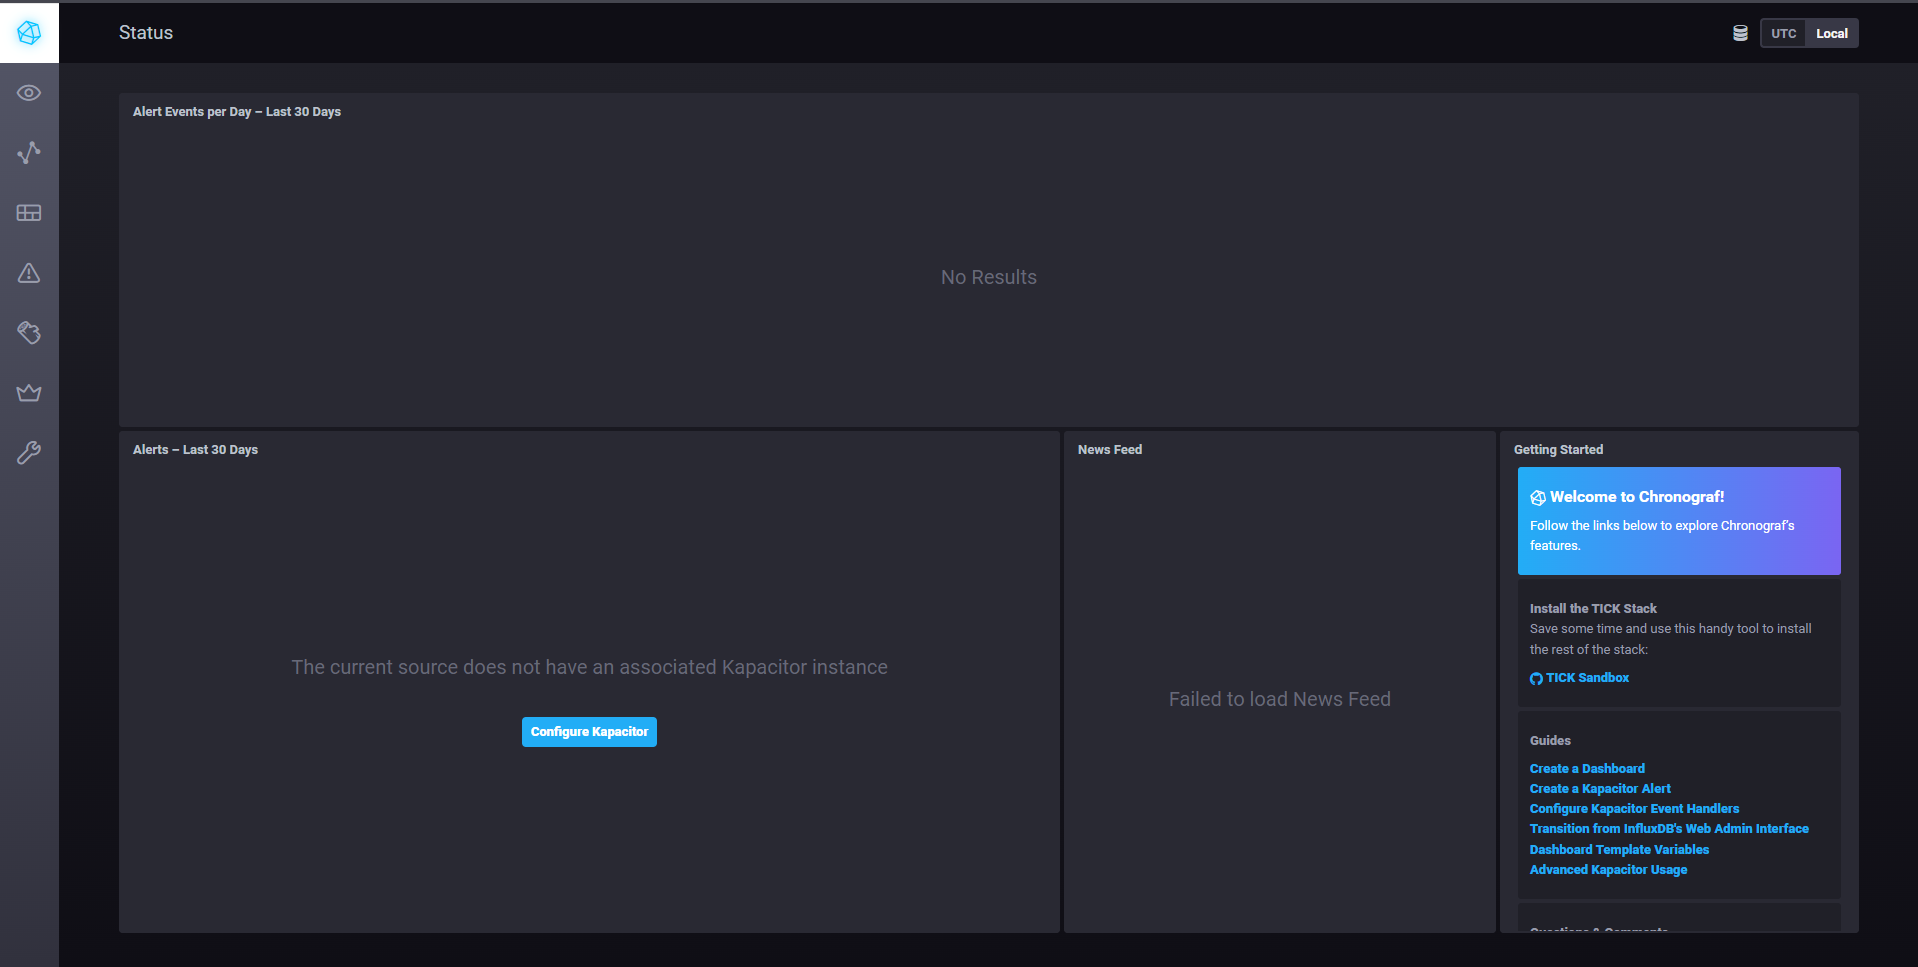 Status
UTC Local
Alert Events per Day – Last 30 Days
No Results
Alerts – Last 30 Days
The current source does not have an associated Kapacitor instance
Configure Kapacitor
News Feed
Failed to load News Feed
Getting Started
Welcome to Chronograf!
Follow the links below to explore Chronograf's
features.
Install the TICK Stack
Save some time and use this handy tool to install
the rest of the stack:
TICK Sandbox
Guides
Create a Dashboard
Create a Kapacitor Alert
Configure Kapacitor Event Handlers
Transition from InfluxDB's Web Admin Interface
Dashboard Template Variables
Advanced Kapacitor Usage
Questions & Comments